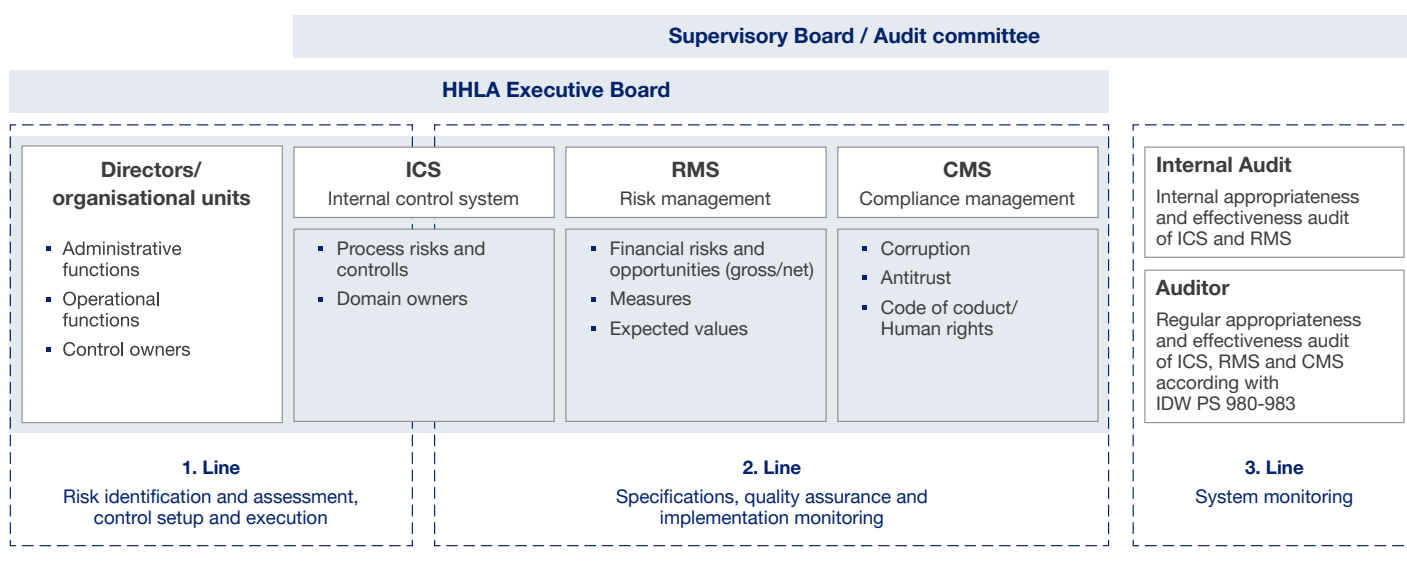 Supervisory Board / Audit committee
HHLA Executive Board
Directors/
organisational units
▪ Administrative
functions
▪ Operational
functions
▪ Control owners
ICS
Internal control system
▪ Process risks and
controlls
▪ Domain owners
RMS
Risk management
▪ Financial risks and
opportunities (gross/net)
▪ Measures
▪ Expected values
CMS
Compliance management
▪ Corruption
▪ Antitrust
▪ Code of coduct/
Human rights
Internal Audit
Internal appropriateness
and effectiveness audit
of ICS and RMS
Auditor
Regular appropriateness
and effectiveness audit
of ICS, RMS and CMS
according with
IDW PS 980-983
1. Line
Risk identification and assessment,
control setup and execution
2. Line
Specifications, quality assurance and
implementation monitoring
3. Line
System monitoring